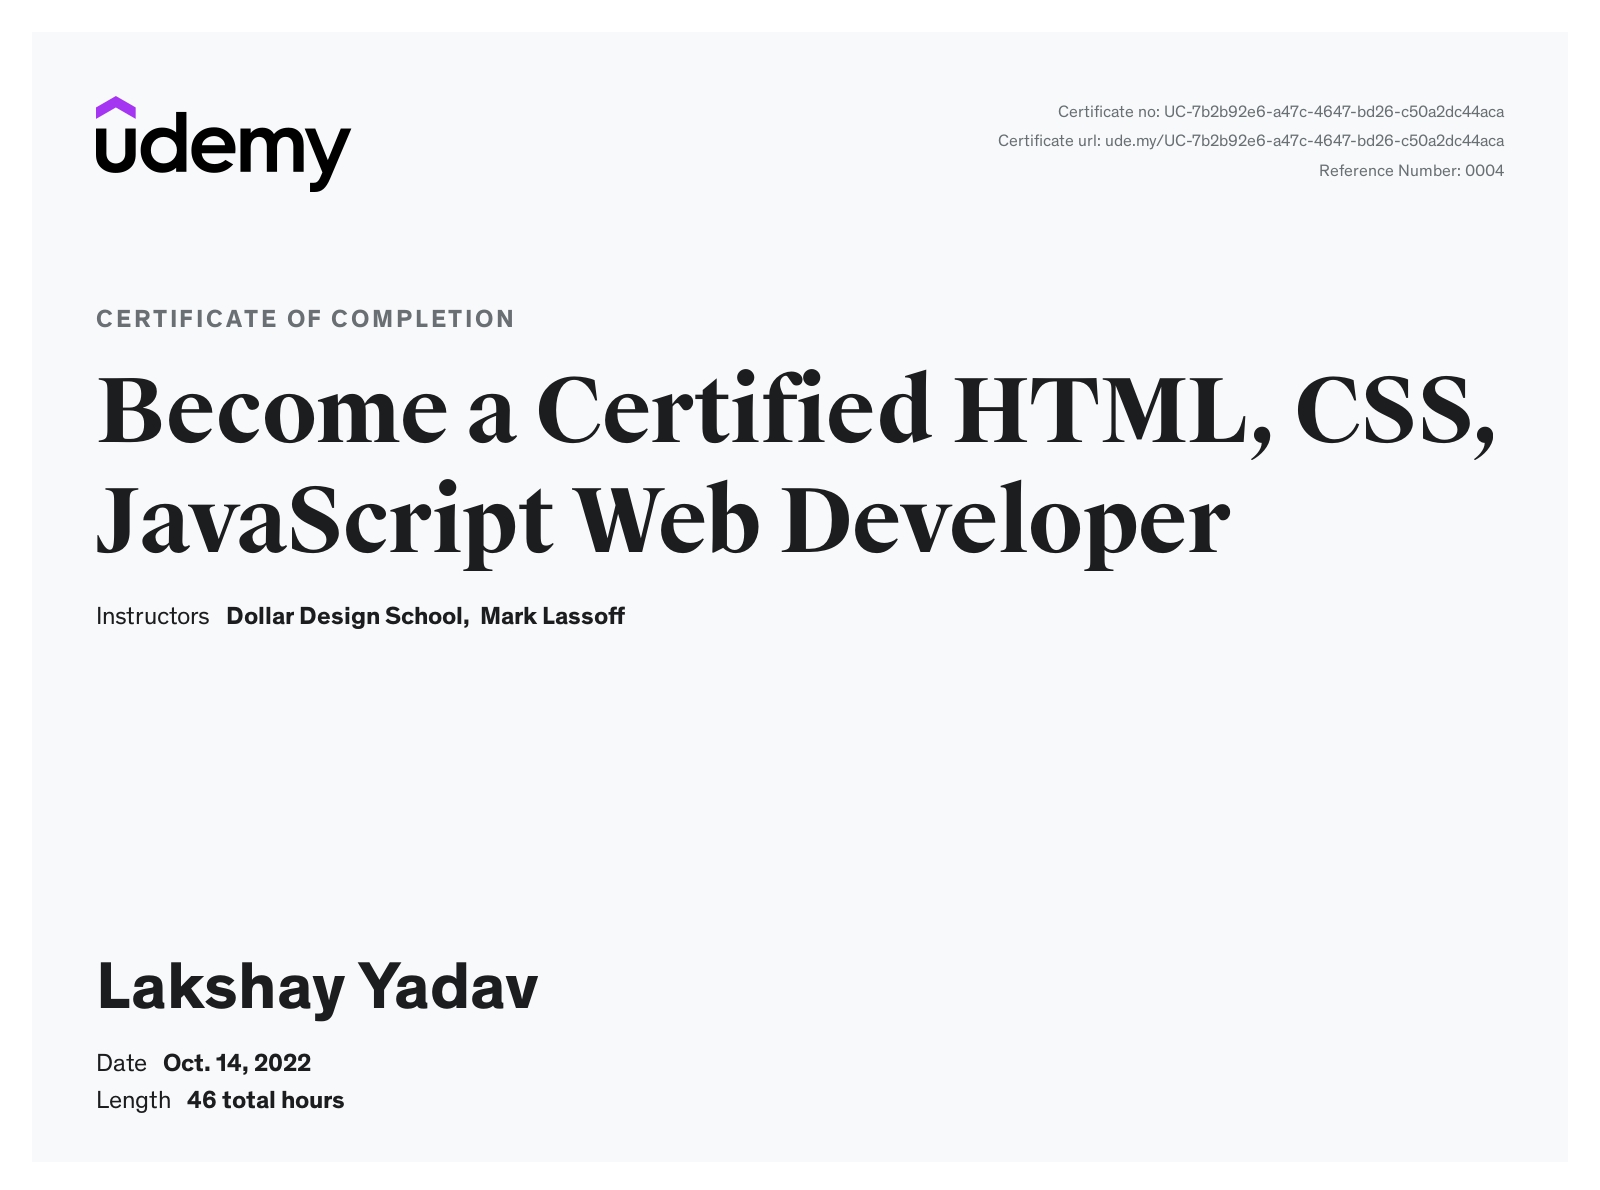 udemy
Certificate no: UC-7b2b92e6-a47c-4647-bd26-c50a2dc44aca
Certificate url: ude.my/UC-7b2b92e6-a47c-4647-bd26-c50a2dc44aca
Reference Number: 0004
CERTIFICATE OF COMPLETION
Become a Certified HTML, CSS,
JavaScript Web Developer
Instructors Dollar Design School, Mark Lassoff
Lakshay Yadav
Date Oct. 14, 2022
Length 46 total hours